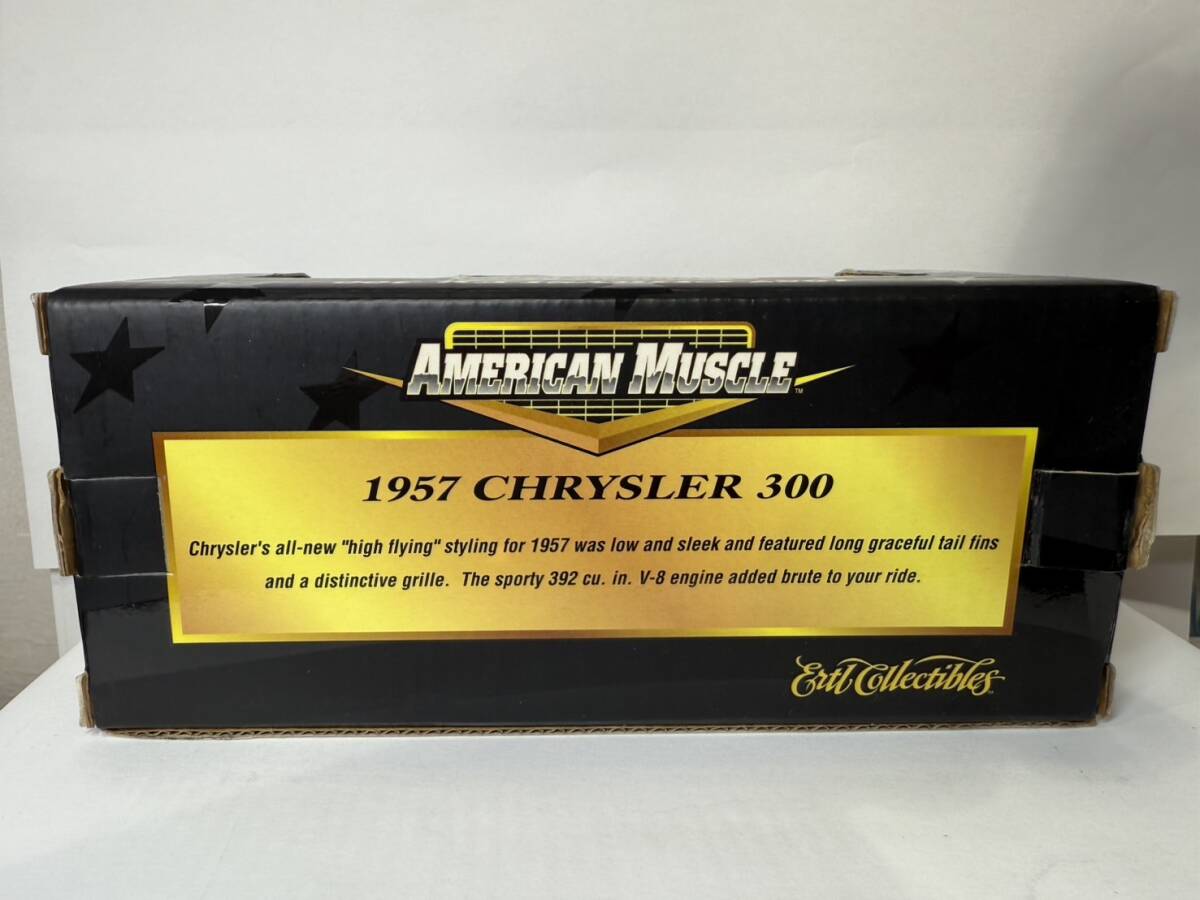 AMERICAN MUSCLE™
1957 CHRYSLER 300
Chrysler's all-new "high flying" styling for 1957 was low and sleek and featured long graceful tail fins
and a distinctive grille. The sporty 392 cu. in. V-8 engine added brute to your ride.
Ertl Collectibles™